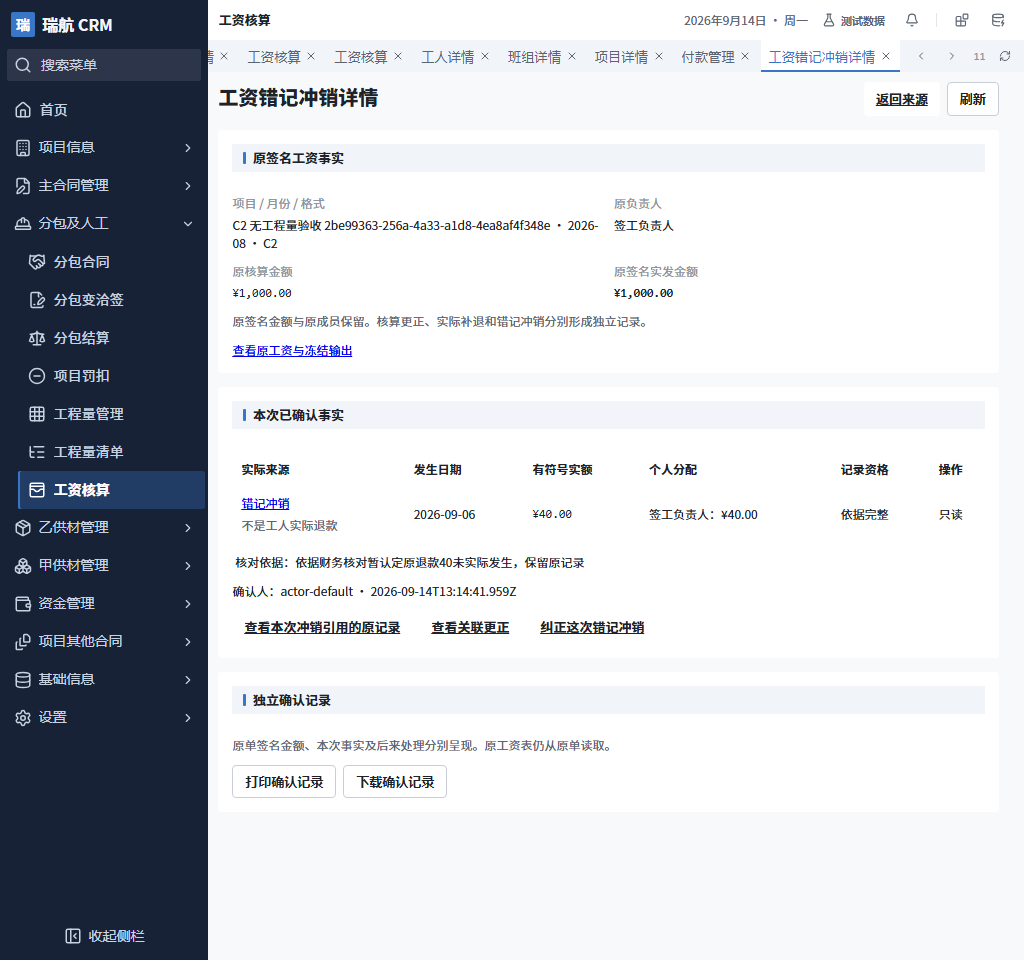 瑞 瑞航 CRM
搜索菜单
首页
项目信息
主合同管理
分包及人工
分包合同
分包变洽签
分包结算
项目罚扣
工程量管理
工程量清单
工资核算
乙供材管理
甲供材管理
资金管理
项目其他合同
基础信息
设置
收起侧栏
工资核算
2026年9月14日 • 周一 测试数据
工资核算 工资核算 工人详情 班组详情 项目详情 付款管理 工资错记冲销详情 11
工资错记冲销详情
返回来源 刷新
原签名工资事实
项目 / 月份 / 格式 原负责人
C2 无工程量验收 2be99363-256a-4a33-a1d8-4ea8af4f348e • 2026- 签工负责人
08 • C2
原核算金额 原签名实发金额
¥1,000.00 ¥1,000.00
原签名金额与原成员保留。核算更正、实际补退和错记冲销分别形成独立记录。
查看原工资与冻结输出
本次已确认事实
实际来源 发生日期 有符号实额 个人分配 记录资格 操作
错记冲销
不是工人实际退款 2026-09-06 ¥40.00 签工负责人：¥40.00 依据完整 只读
核对依据：依据财务核对暂认定原退款40未实际发生，保留原记录
确认人：actor-default • 2026-09-14T13:14:41.959Z
查看本次冲销引用的原记录 查看关联更正 纠正这次错记冲销
独立确认记录
原单签名金额、本次事实及后来处理分别呈现。原工资表仍从原单读取。
打印确认记录 下载确认记录